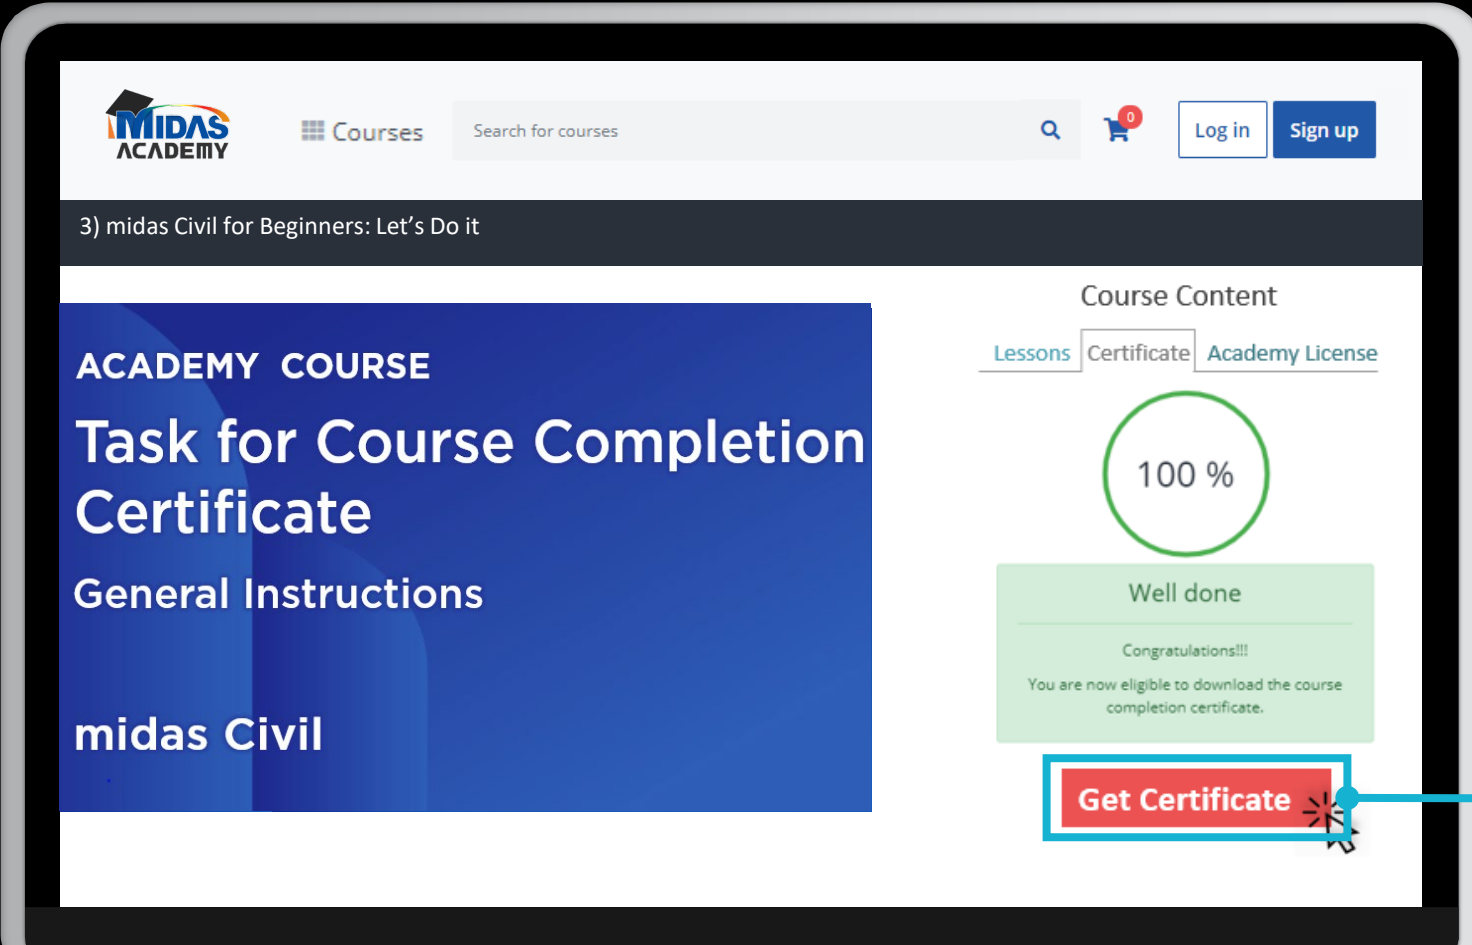 MIDAS
ACADEMY
Courses
Search for courses
0
Log in
Sign up
3) midas Civil for Beginners: Let's Do it
ACADEMY COURSE
Task for Course Completion
Certificate
General Instructions
midas Civil
Course Content
Lessons
Certificate
Academy License
100 %
Well done
Congratulations!!!
You are now eligible to download the course
completion certificate.
Get Certificate